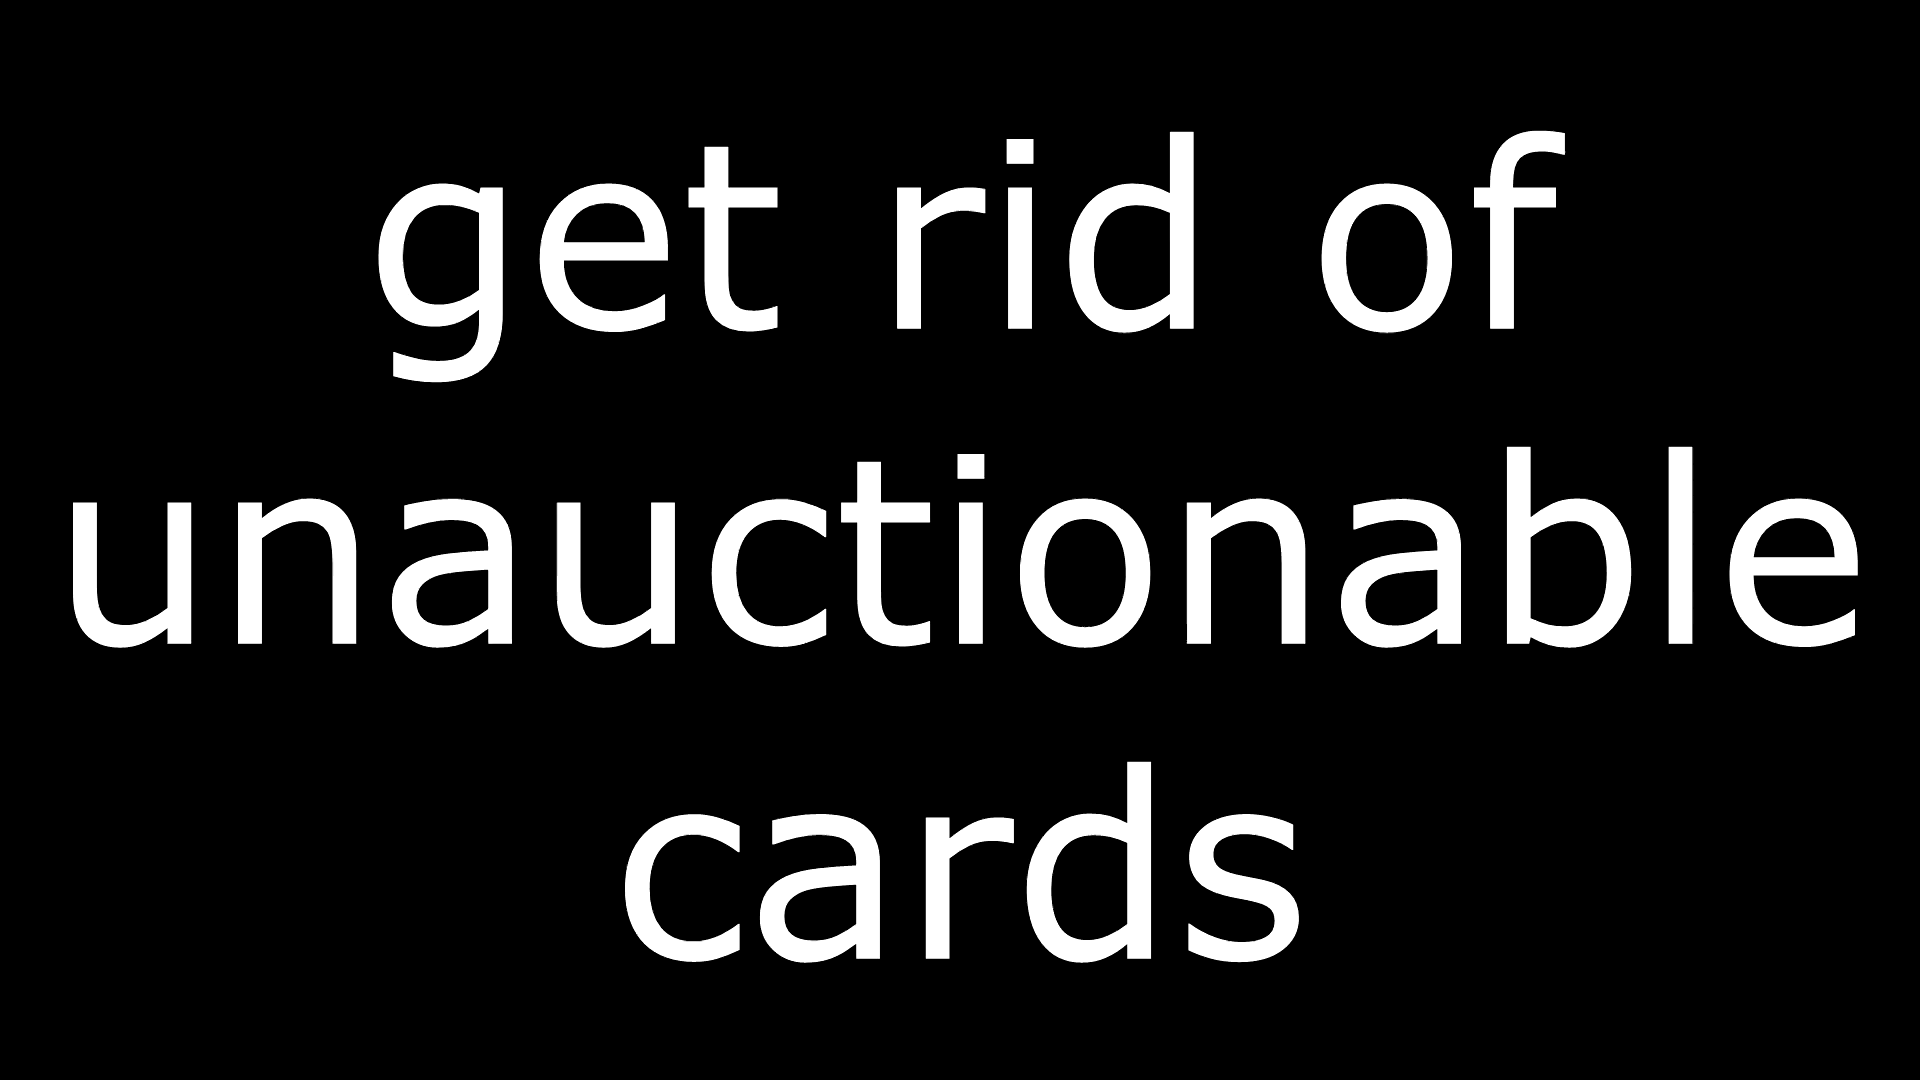 get rid of
unauctionable
cards